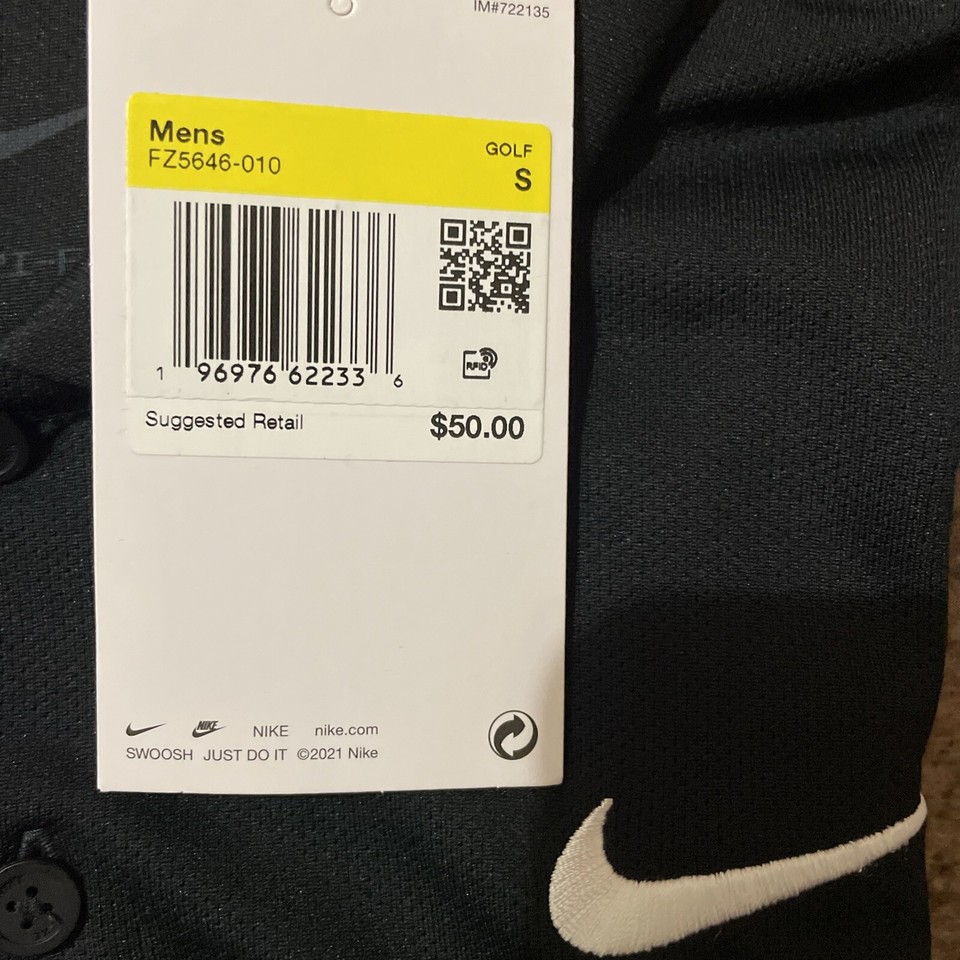 IM#722135
Mens
FZ5646-010
GOLF
S
1 96976 62233 6
RFID
Suggested Retail $50.00
NIKE NIKE nike.com
SWOOSH JUST DO IT ©2021 Nike